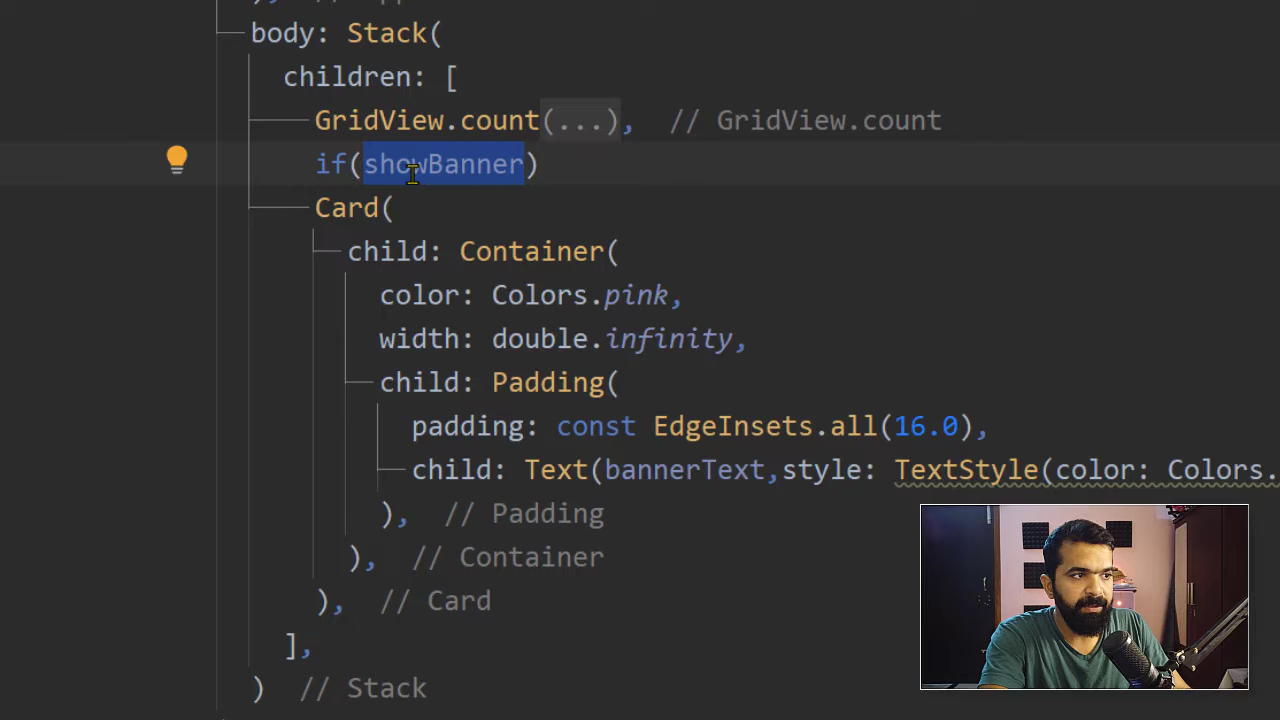 body: Stack(
children: [
GridView.count(...), // GridView.count
if(showBanner)
Card(
child: Container(
color: Colors.pink,
width: double.infinity,
child: Padding(
padding: const EdgeInsets.all(16.0),
child: Text(bannerText,style: TextStyle(color: Colors.
), // Padding
), // Container
), // Card
],
) // Stack